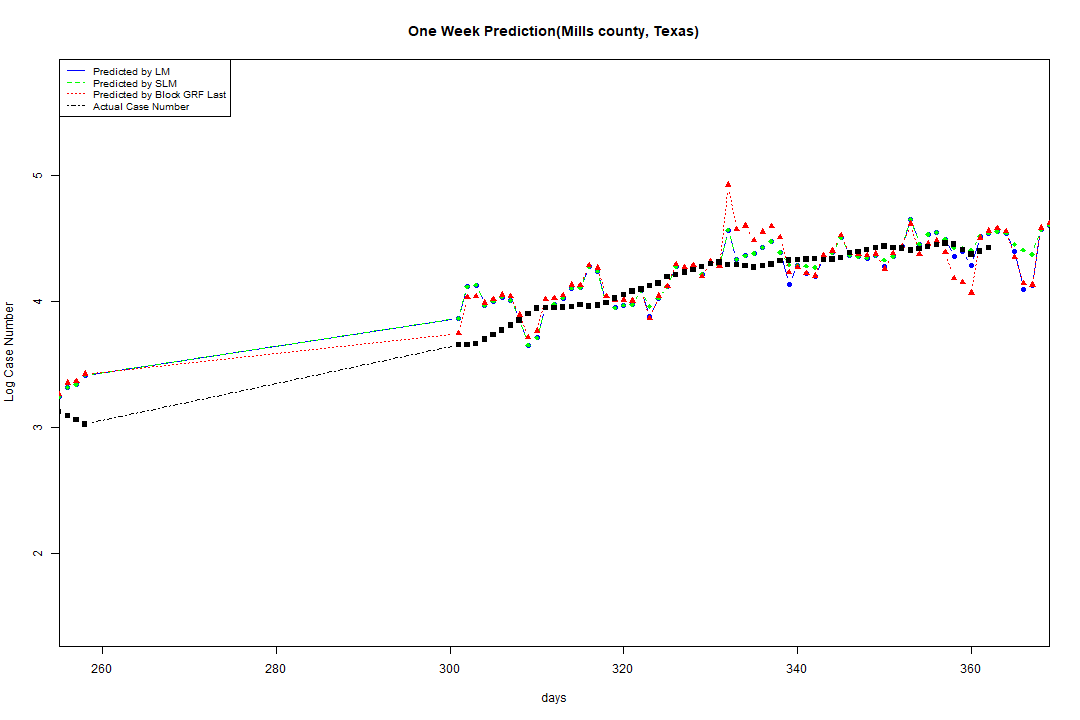 One Week Prediction(Mills county, Texas)
Predicted by LM
Predicted by SLM
Predicted by Block GRF Last
Actual Case Number
Log Case Number
5
4
3
2
260 280 300 320 340 360
days